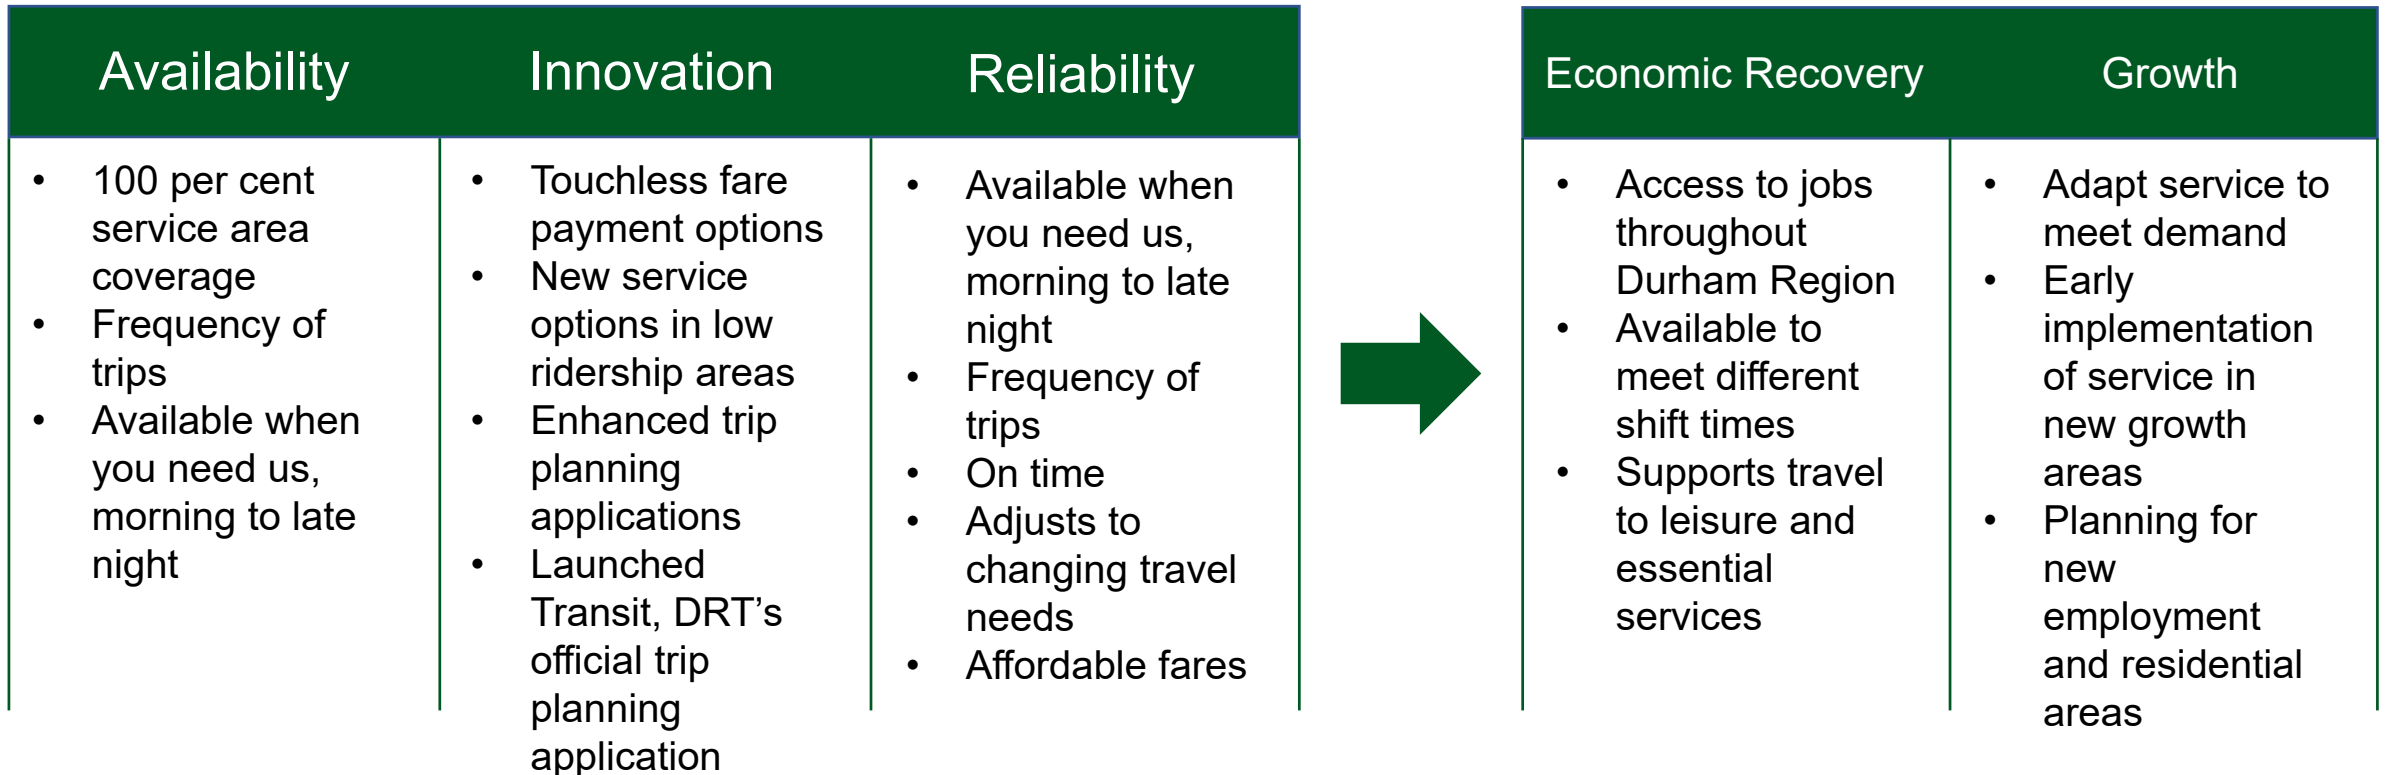 Availability
• 100 per cent
service area
coverage
• Frequency of
trips
• Available when
you need us,
morning to late
night
Innovation
• Touchless fare
payment options
• New service
options in low
ridership areas
• Enhanced trip
planning
applications
• Launched
Transit, DRT’s
official trip
planning
application
Reliability
• Available when
you need us,
morning to late
night
• Frequency of
trips
• On time
• Adjusts to
changing travel
needs
• Affordable fares
Economic Recovery
• Access to jobs
throughout
Durham Region
• Available to
meet different
shift times
• Supports travel
to leisure and
essential
services
Growth
• Adapt service to
meet demand
• Early
implementation
of service in
new growth
areas
• Planning for
new
employment
and residential
areas